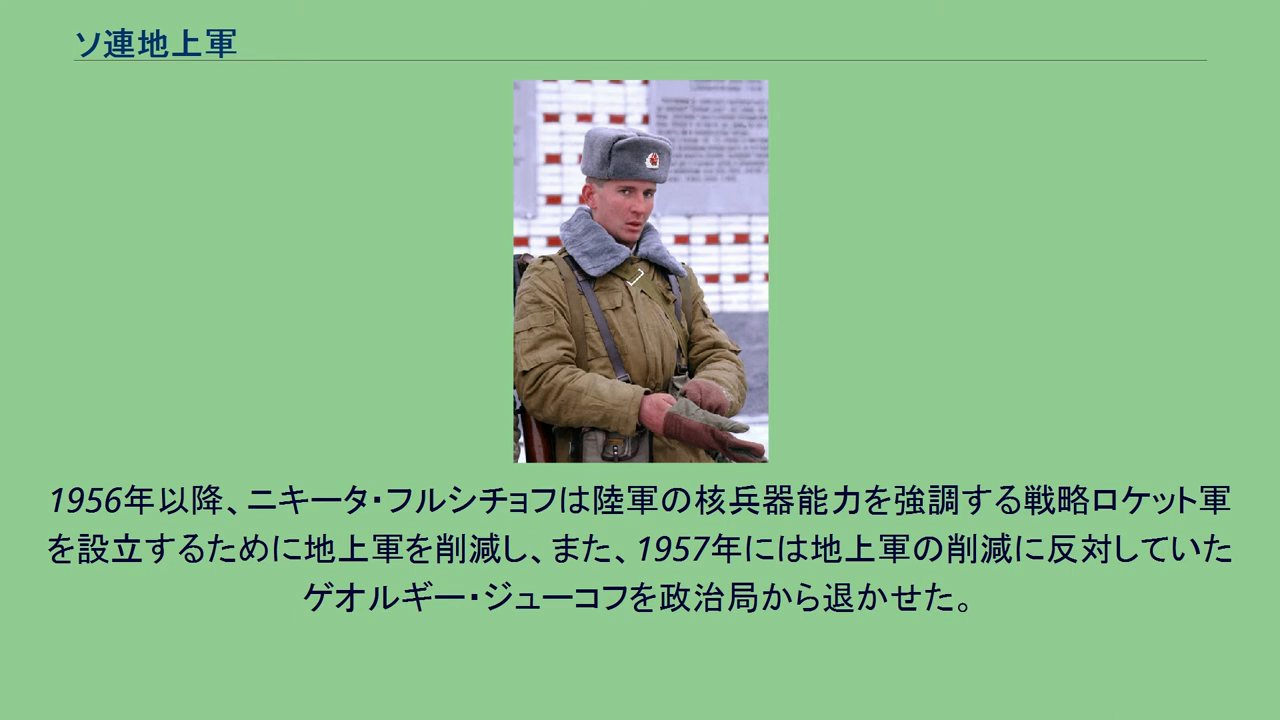 ソ連地上軍
1956年以降、ニキータ・フルシチョフは陸軍の核兵器能力を強調する戦略ロケット軍
を設立するために地上軍を削減し、また、1957年には地上軍の削減に反対していた
ゲオルギー・ジューコフを政治局から退かせた。